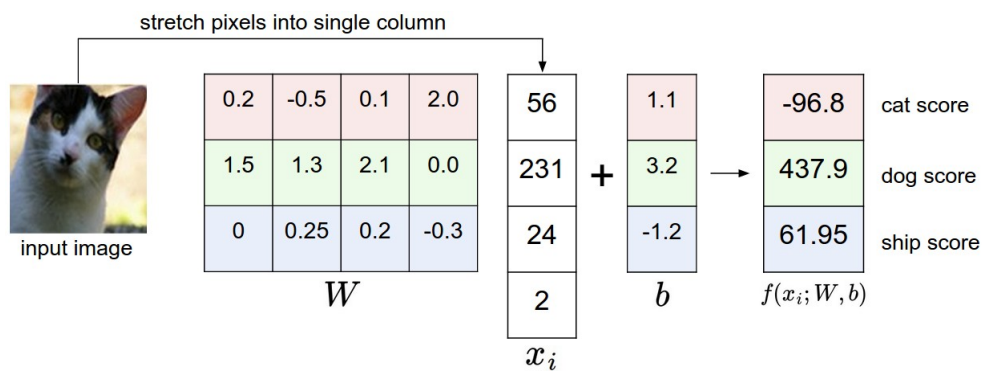 stretch pixels into single column
input image
0.2 -0.5 0.1 2.0
1.5 1.3 2.1 0.0
0 0.25 0.2 -0.3
W
56
231
24
2
x_i
+
1.1
3.2
-1.2
b
-96.8 cat score
437.9 dog score
61.95 ship score
f(x_i; W, b)